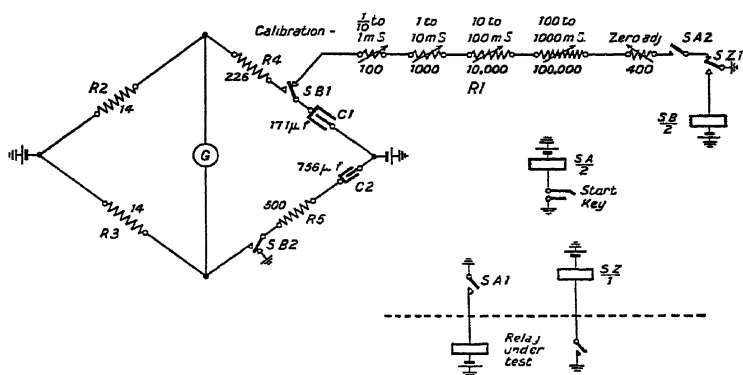 Calibration -
1/10 to 1mS
1 to 10mS
10 to 100mS
100 to 1000mS.
Zero adj
SA2
SZ1
100
1000
10,000
100,000
400
R1
R4
226
SB1
C1
171μf
R2
14
G
756μf
C2
500
R5
R3
14
SB2
SB/2
SA/2
Start Key
SA1
SZ/1
Relay under test